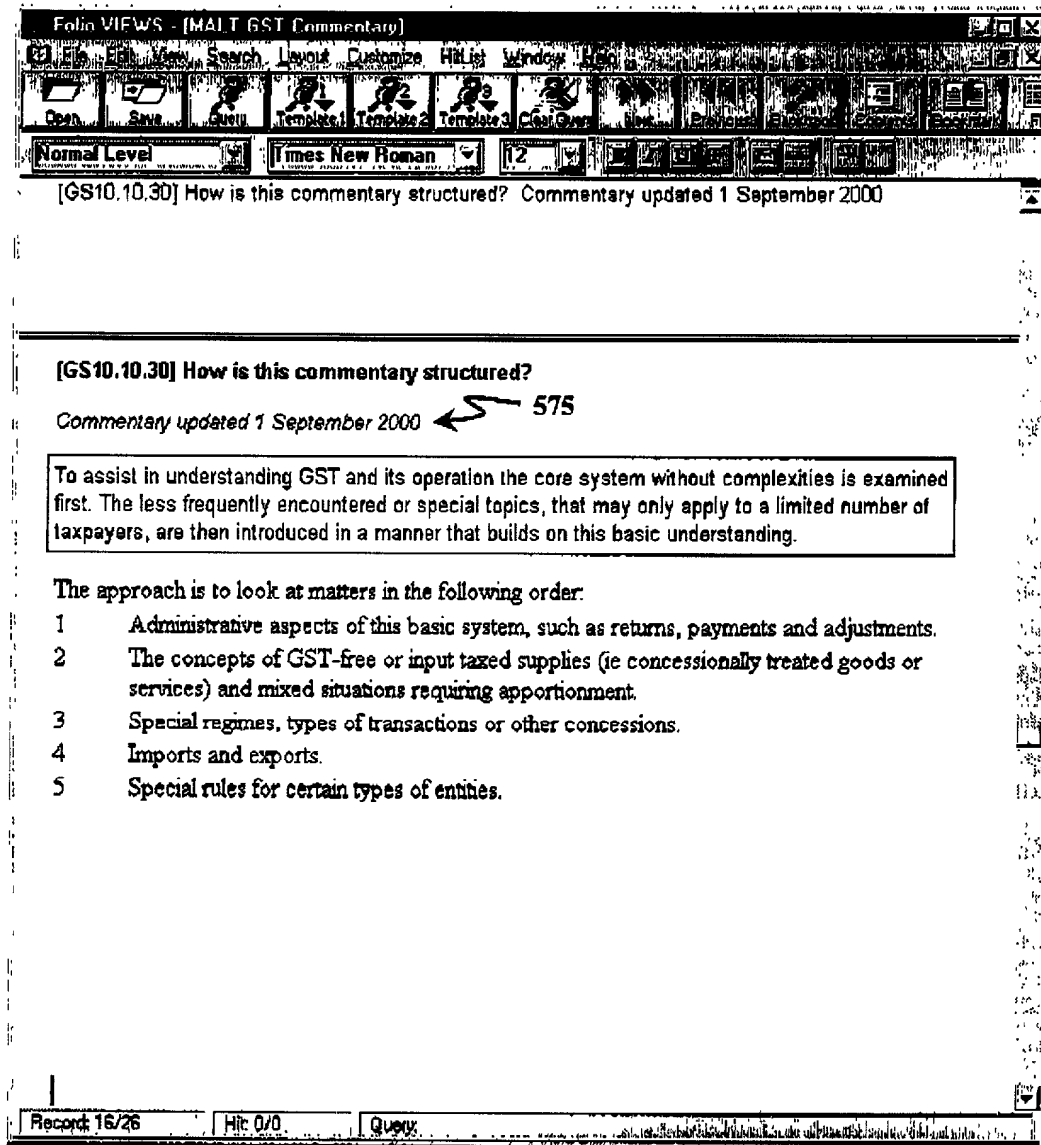 Folio VIEWS - [MALT GST Commentary]
File Edit View Search Layout Customize HitList Window Help
Open Save Query Template 1 Template 2 Template 3 Clear Query Next Previous
Normal Level Times New Roman 12
[GS10.10.30] How is this commentary structured? Commentary updated 1 September 2000
[GS10.10.30] How is this commentary structured?
Commentary updated 1 September 2000 575
To assist in understanding GST and its operation the core system without complexities is examined
first. The less frequently encountered or special topics, that may only apply to a limited number of
taxpayers, are then introduced in a manner that builds on this basic understanding.
The approach is to look at matters in the following order:
1 Administrative aspects of this basic system, such as returns, payments and adjustments.
2 The concepts of GST-free or input taxed supplies (ie concessionally treated goods or
services) and mixed situations requiring apportionment.
3 Special regimes, types of transactions or other concessions.
4 Imports and exports.
5 Special rules for certain types of entities.
Record: 16/26 Hit: 0/0 Query: